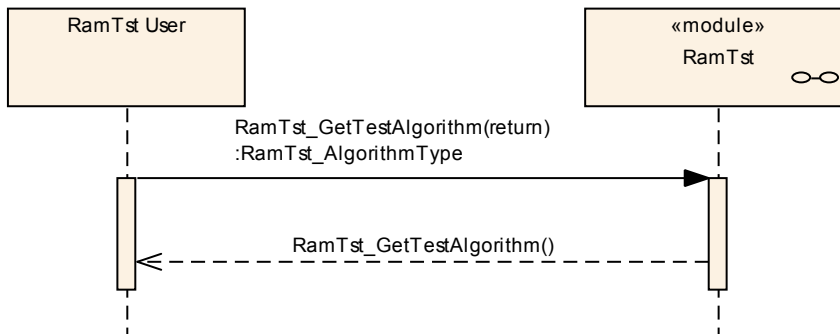 RamTst User
«module»
RamTst
RamTst_GetTestAlgorithm(return)
:RamTst_AlgorithmType
RamTst_GetTestAlgorithm()